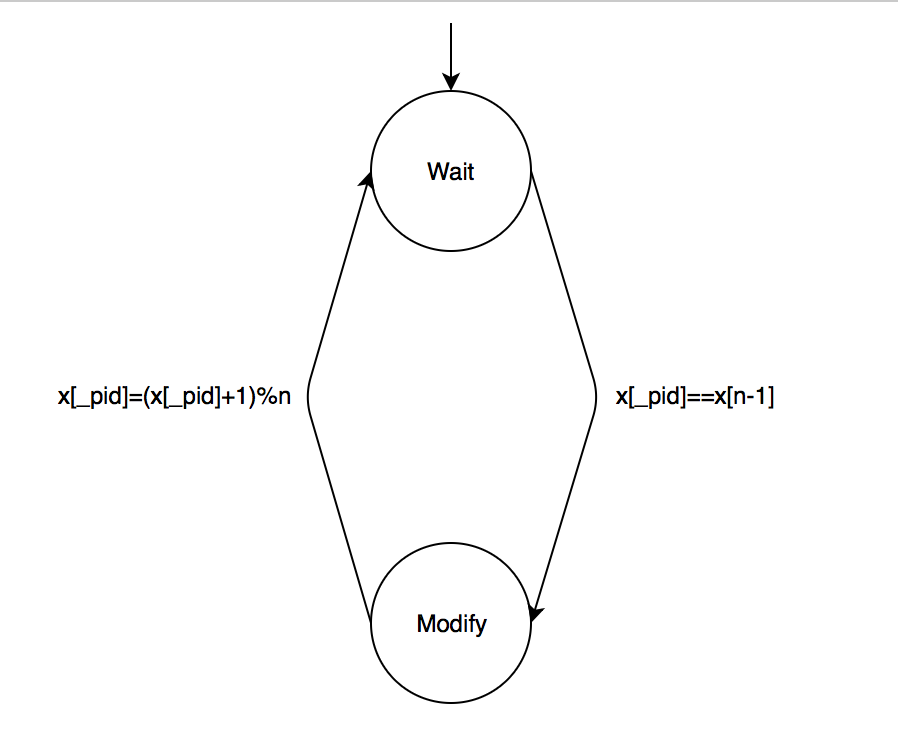 Wait
x[_pid]=(x[_pid]+1)%n
x[_pid]==x[n-1]
Modify